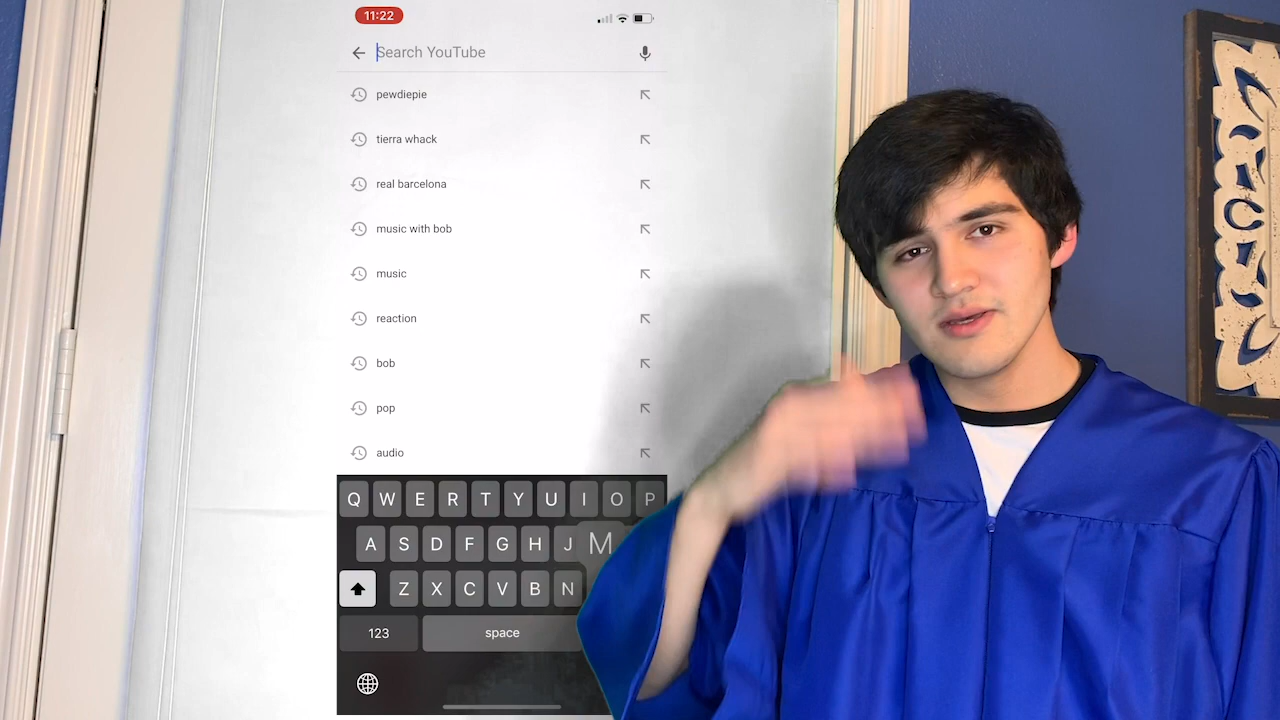 11:22
Search YouTube
pewdiepie
tierra whack
real barcelona
music with bob
music
reaction
bob
pop
audio
Q W E R T Y U I O P
A S D F G H J M
Z X C V B N
123 space